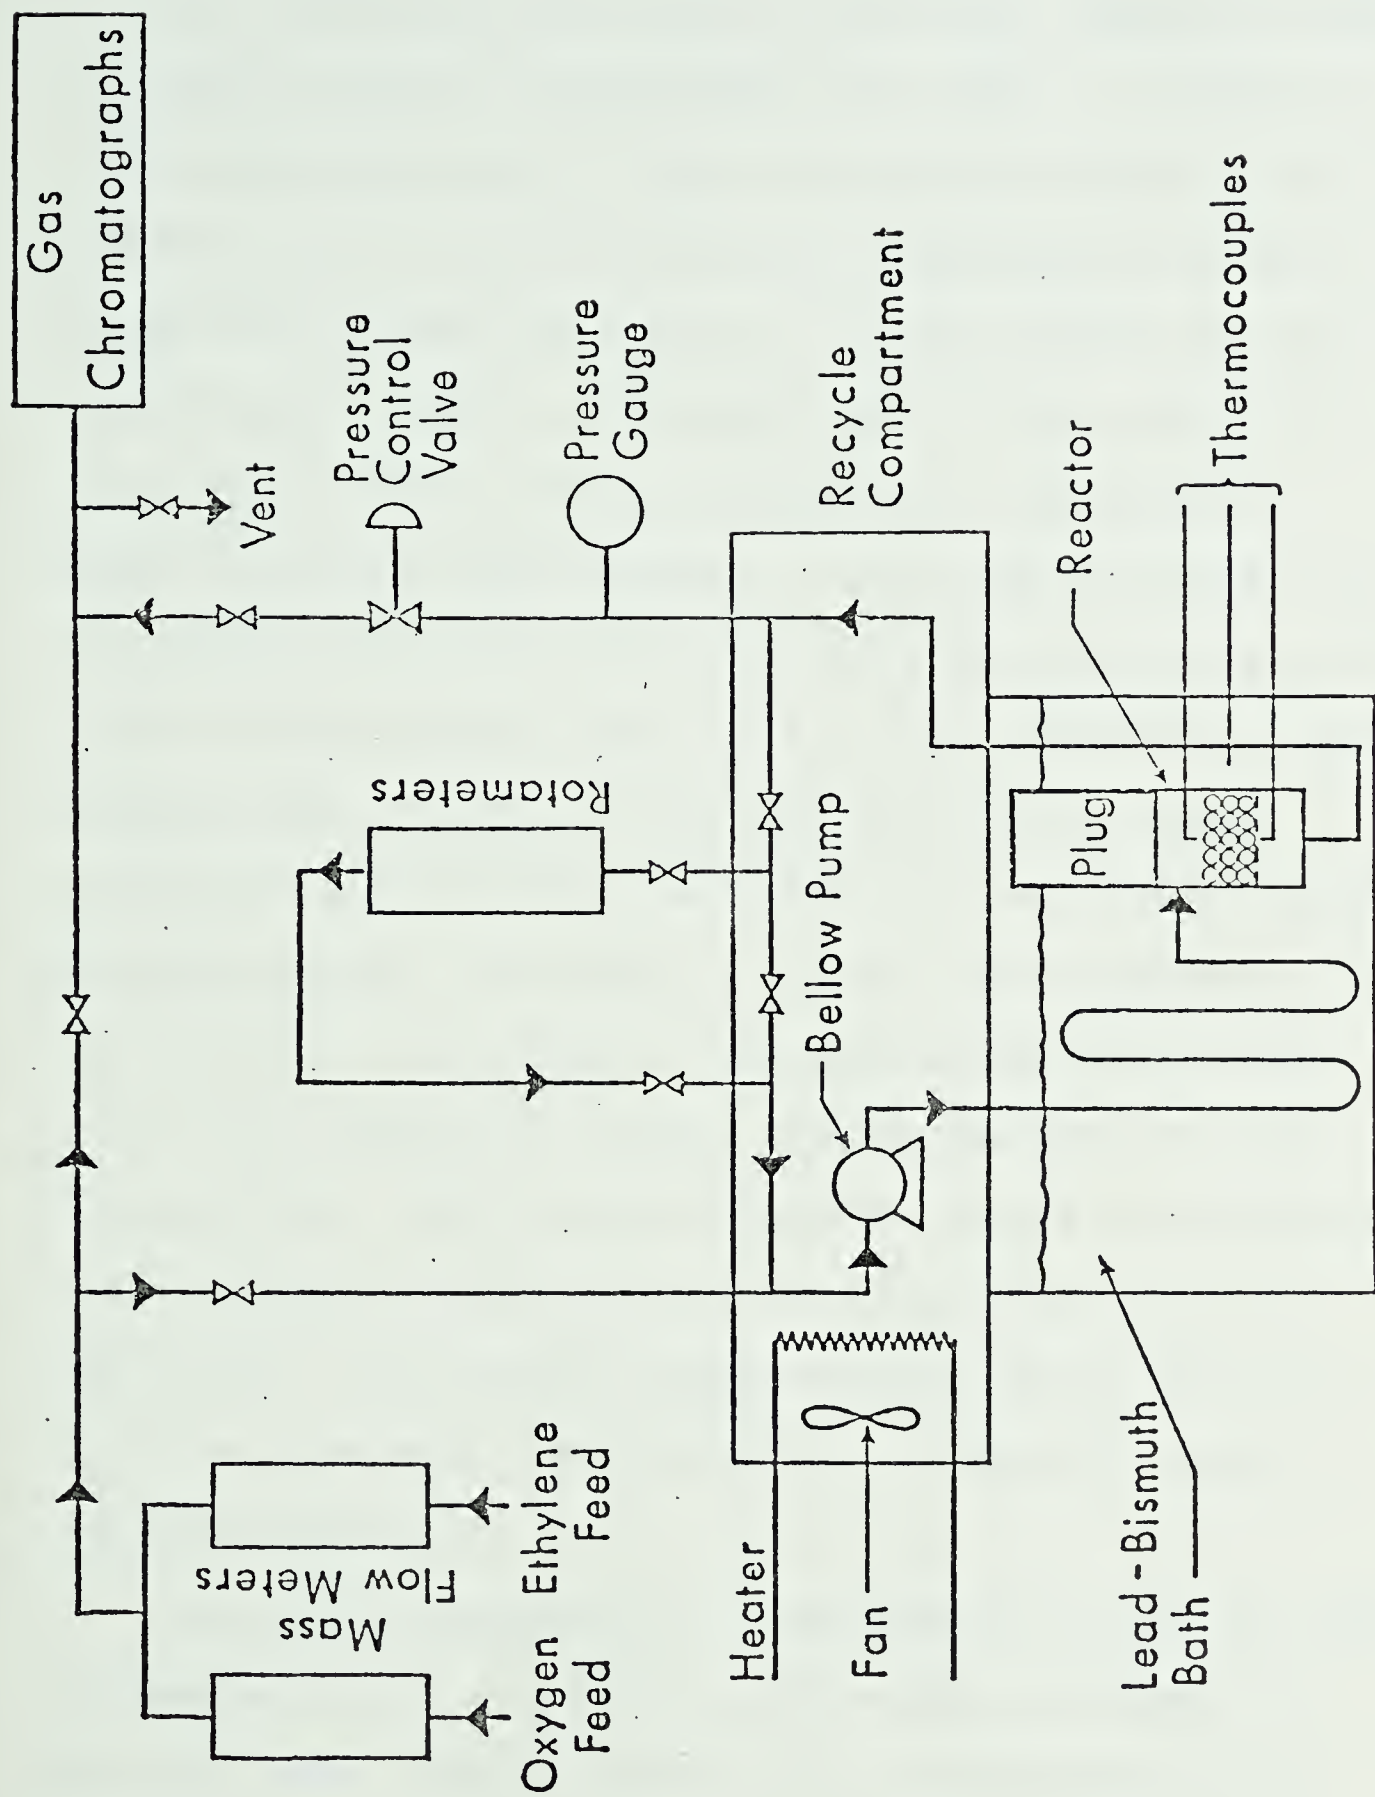 Gas
Chromatographs
Vent
Pressure
Control
Valve
Pressure
Gauge
Rotameters
Mass
Flow Meters
Oxygen
Feed
Ethylene
Feed
Recycle
Compartment
Bellow Pump
Heater
Fan
Reactor
Plug
Thermocouples
Lead-Bismuth
Bath